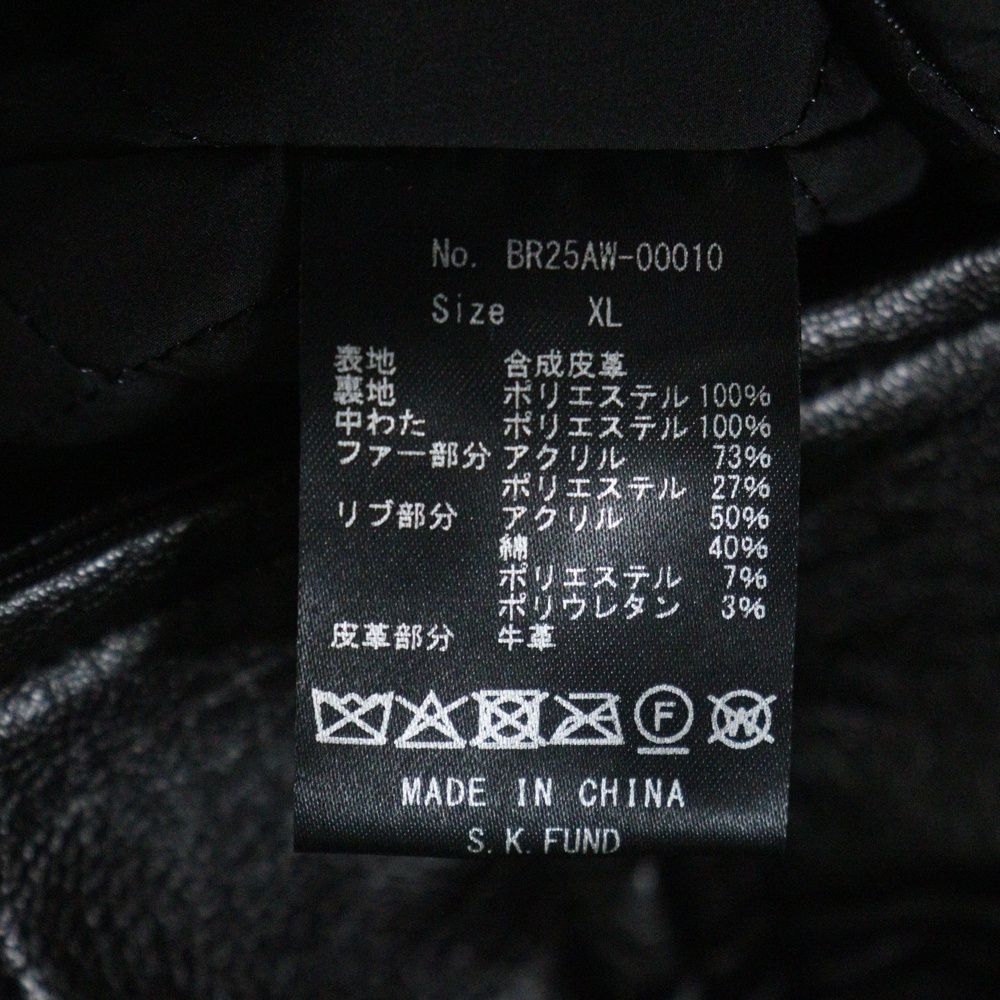 No. BR25AW-00010
Size XL
表地 合成皮革
裏地 ポリエステル 100%
中わた ポリエステル 100%
ファー部分 アクリル 73%
ポリエステル 27%
リブ部分 アクリル 50%
綿 40%
ポリエステル 7%
ポリウレタン 3%
皮革部分 牛革
F W
MADE IN CHINA
S.K.FUND